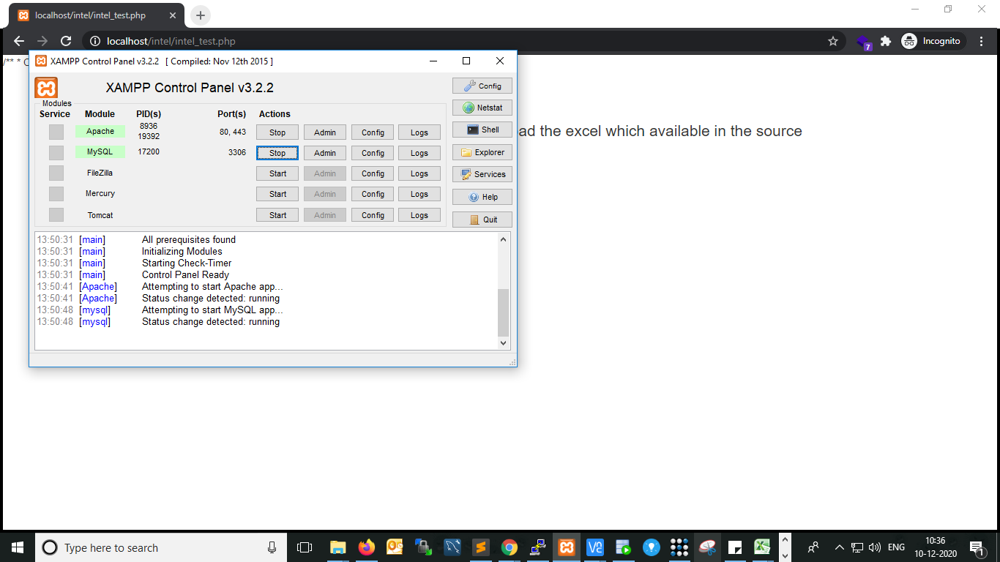 localhost/intel/intel_test.php
localhost/intel/intel_test.php
7
Incognito
/** * C
XAMPP Control Panel v3.2.2 [ Compiled: Nov 12th 2015 ]
XAMPP Control Panel v3.2.2
Config
Modules
Service Module PID(s) Port(s) Actions
Netstat
Apache 8936 19392 80, 443 Stop Admin Config Logs
Shell
ad the excel which available in the source
MySQL 17200 3306 Stop Admin Config Logs
Explorer
FileZilla Start Admin Config Logs
Services
Mercury Start Admin Config Logs
Help
Tomcat Start Admin Config Logs
Quit
13:50:31 [main] All prerequisites found
13:50:31 [main] Initializing Modules
13:50:31 [main] Starting Check-Timer
13:50:31 [main] Control Panel Ready
13:50:41 [Apache] Attempting to start Apache app...
13:50:41 [Apache] Status change detected: running
13:50:48 [mysql] Attempting to start MySQL app...
13:50:48 [mysql] Status change detected: running
Type here to search
ENG
10:36
10-12-2020
1